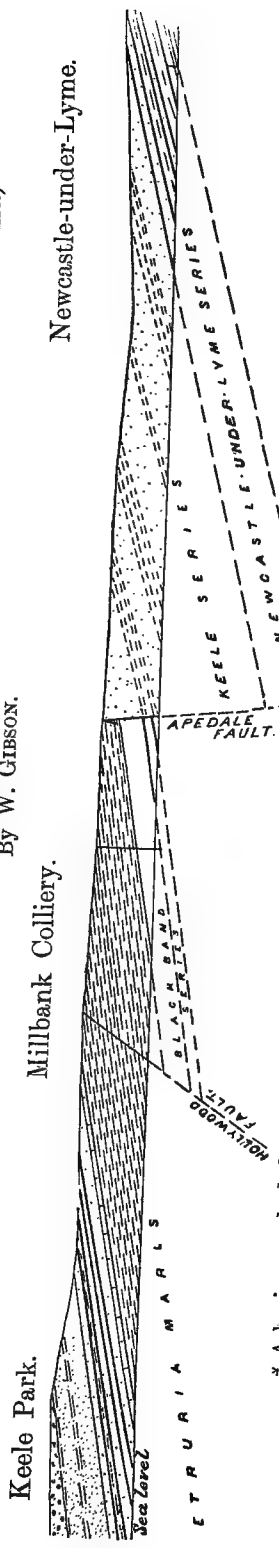 By W. GIBSON.
Keele Park.
Millbank Colliery.
Newcastle-under-Lyme.
Sea Level
ETRURIA MARLS
HOLLYWOOD
FAULT.
BLACK BAND
SERIES
APEDALE
FAULT.
KEELE SERIES
NEWCASTLE-UNDER-LYME SERIES